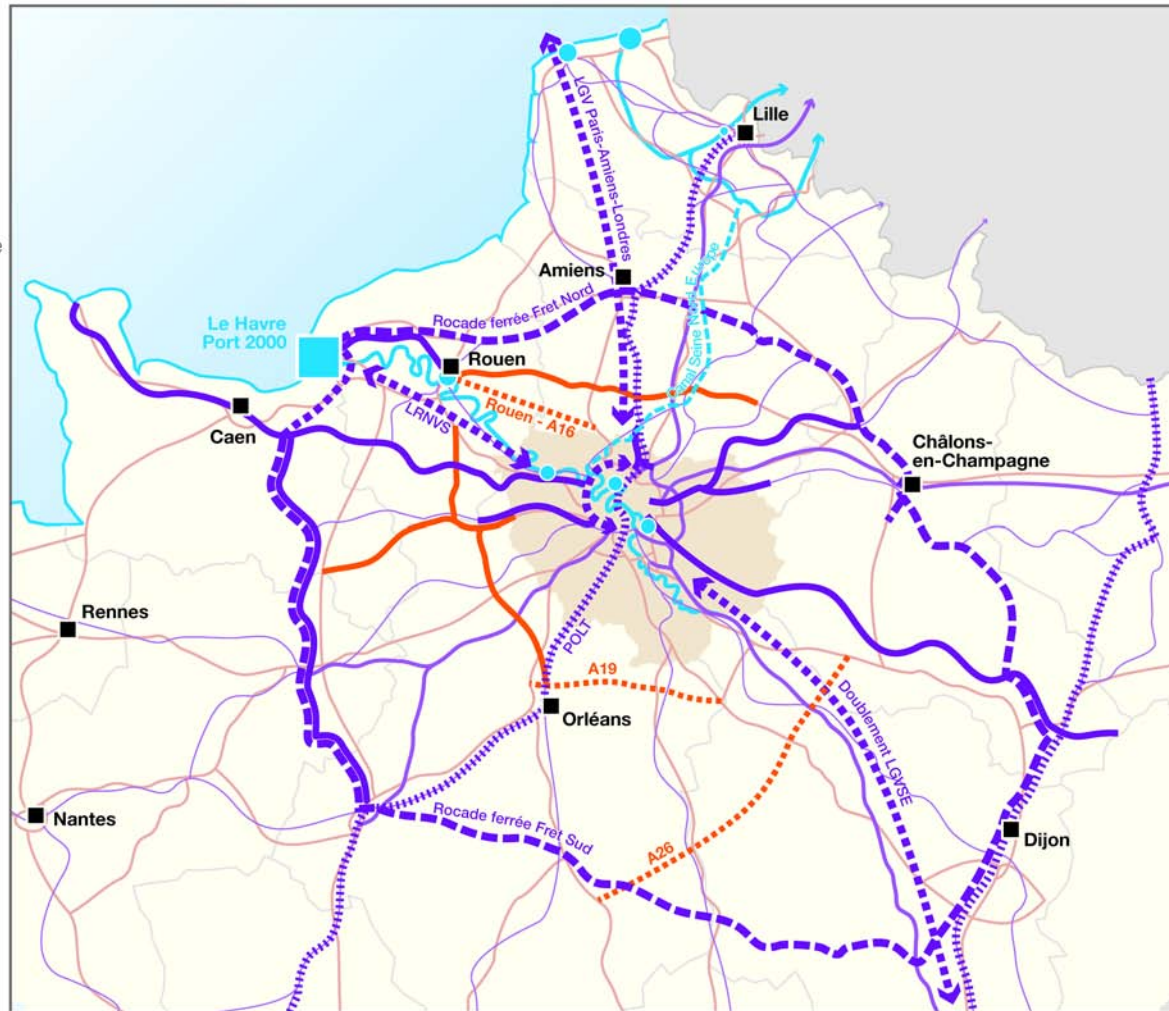 LGV Paris-Amiens-Londres
Lille
Amiens
Canal Seine Nord Europe
Rocade ferrée Fret Nord
Le Havre
Port 2000
Rouen
LRNVS
Rouen - A16
Caen
Châlons-
en-Champagne
Rennes
POLT
A19
Orléans
Doublement LGVSE
Nantes
Rocade ferrée Fret Sud
A26
Dijon